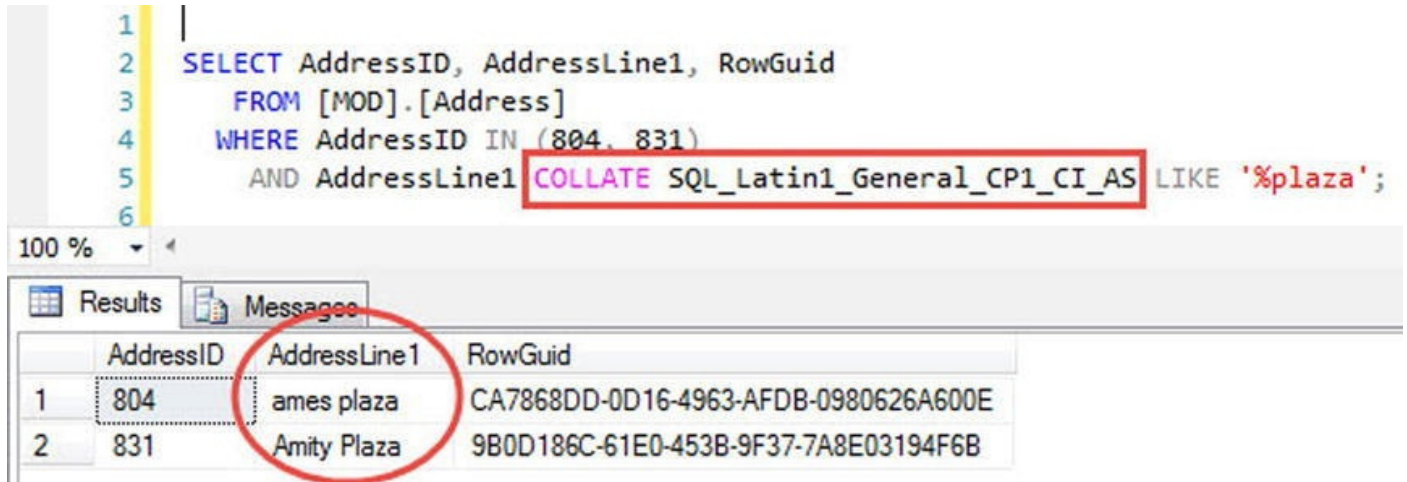 1
2 SELECT AddressID, AddressLine1, RowGuid
3 FROM [MOD].[Address]
4 WHERE AddressID IN (804, 831)
5 AND AddressLine1 COLLATE SQL_Latin1_General_CP1_CI_AS LIKE '%plaza';
6
100 %
Results Messages
AddressID AddressLine1 RowGuid
1 804 ames plaza CA7868DD-0D16-4963-AFDB-0980626A600E
2 831 Amity Plaza 9B0D186C-61E0-453B-9F37-7A8E03194F6B